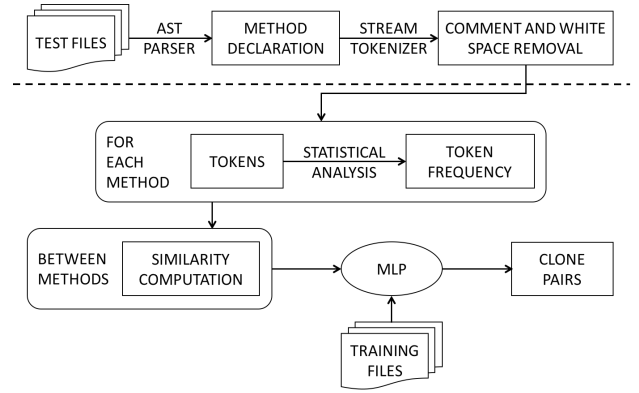 TEST FILES
AST
PARSER
METHOD
DECLARATION
STREAM
TOKENIZER
COMMENT AND WHITE
SPACE REMOVAL
FOR
EACH
METHOD
TOKENS
STATISTICAL
ANALYSIS
TOKEN
FREQUENCY
BETWEEN
METHODS
SIMILARITY
COMPUTATION
MLP
CLONE
PAIRS
TRAINING
FILES